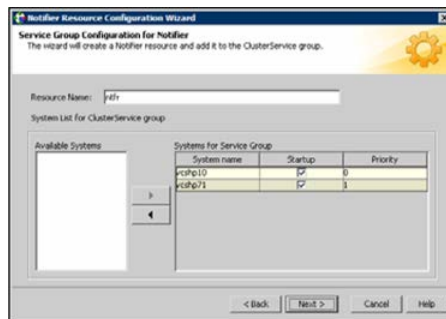 Notifier Resource Configuration Wizard
Service Group Configuration for Notifier
The wizard will create a Notifier resource and add it to the ClusterService group.
Resource Name: ntfr
System List for ClusterService group
Available Systems
Systems for Service Group
System name Startup Priority
vcshp10 0
vcshp71 1
< Back Next > Cancel Help